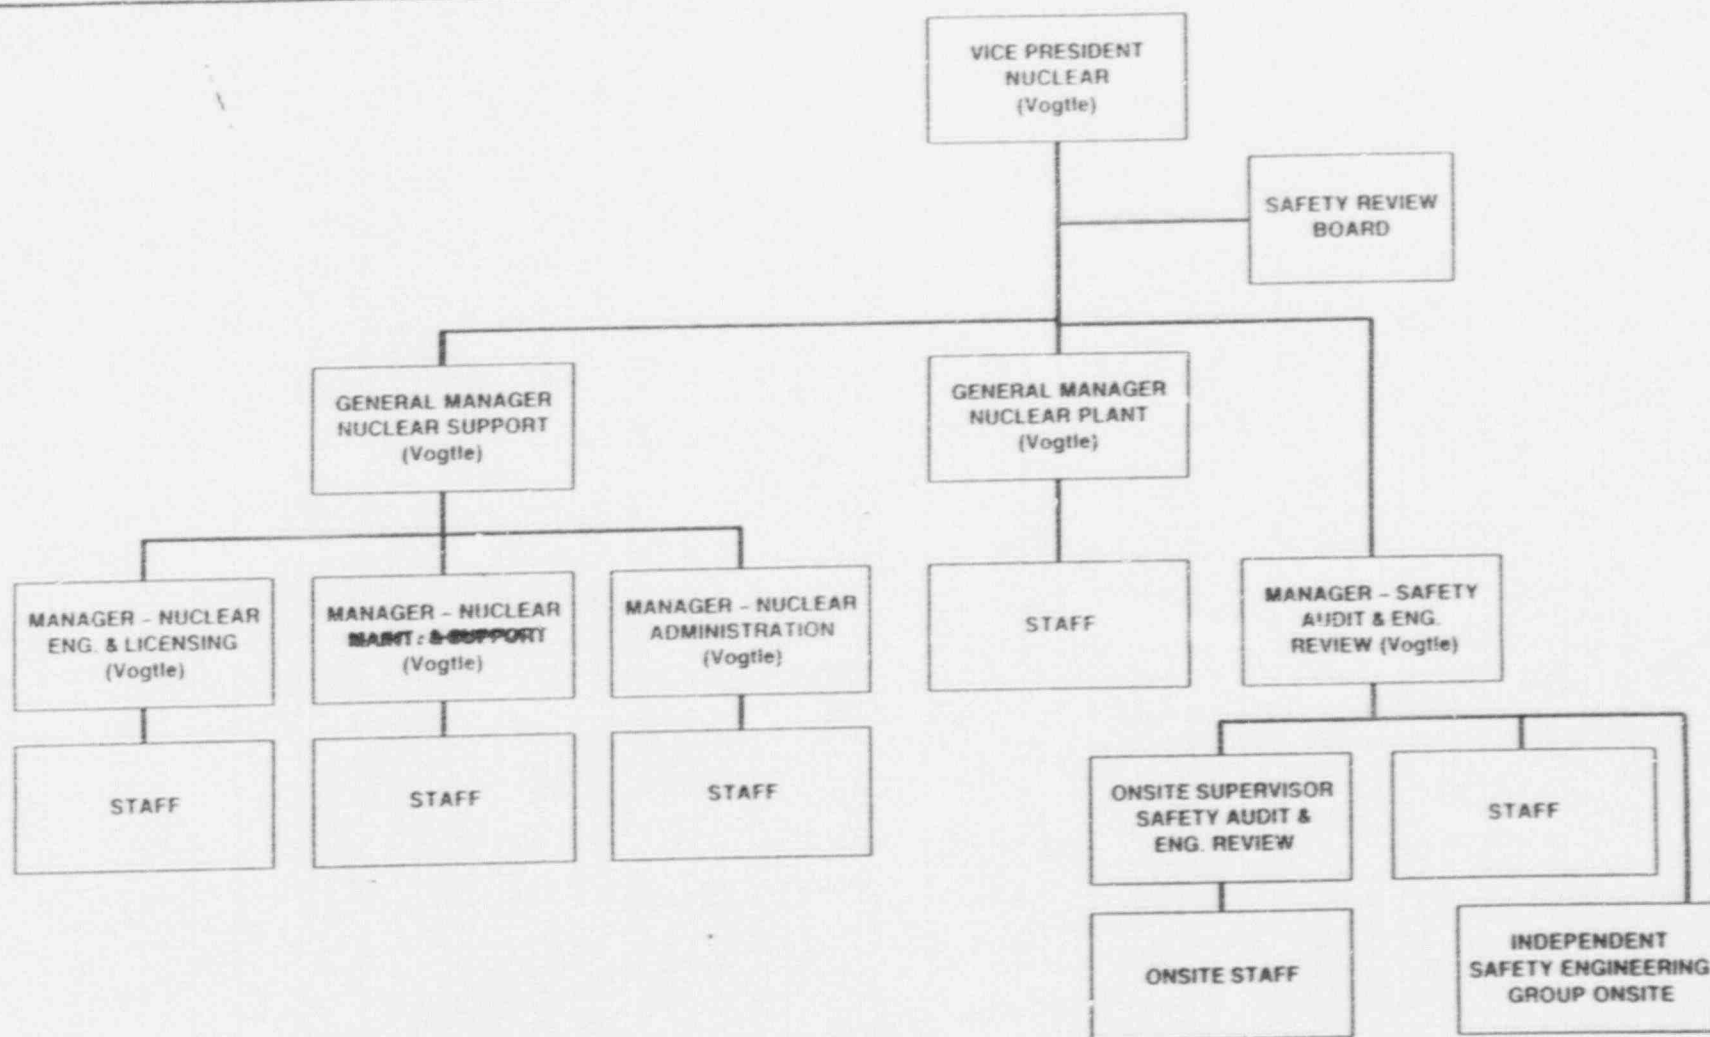 VICE PRESIDENT
NUCLEAR
(Vogtle)
SAFETY REVIEW
BOARD
GENERAL MANAGER
NUCLEAR SUPPORT
(Vogtle)
GENERAL MANAGER
NUCLEAR PLANT
(Vogtle)
MANAGER – NUCLEAR
ENG. & LICENSING
(Vogtle)
MANAGER – NUCLEAR
MAINT. & SUPPORT
(Vogtle)
MANAGER – NUCLEAR
ADMINISTRATION
(Vogtle)
STAFF
MANAGER – SAFETY
AUDIT & ENG.
REVIEW (Vogtle)
STAFF
STAFF
STAFF
ONSITE SUPERVISOR
SAFETY AUDIT &
ENG. REVIEW
STAFF
ONSITE STAFF
INDEPENDENT
SAFETY ENGINEERING
GROUP ONSITE